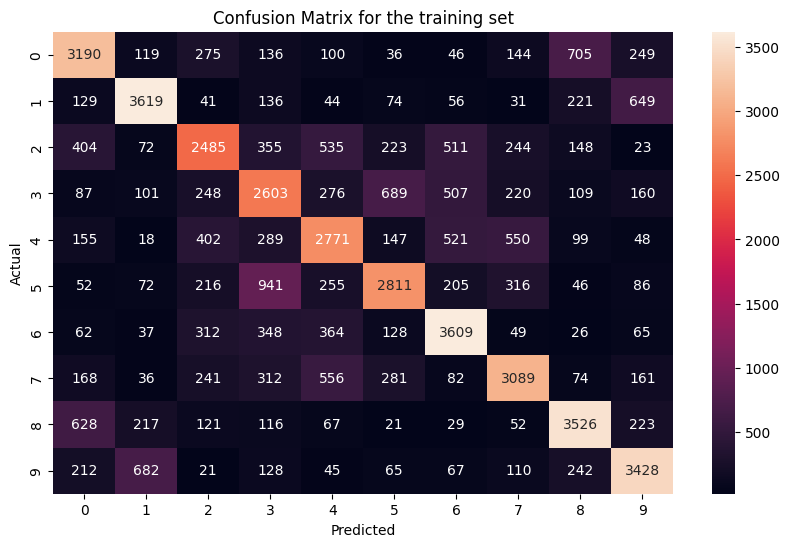 Confusion Matrix for the training set
0 3190 119 275 136 100 36 46 144 705 249
1 129 3619 41 136 44 74 56 31 221 649
2 404 72 2485 355 535 223 511 244 148 23
3 87 101 248 2603 276 689 507 220 109 160
4 155 18 402 289 2771 147 521 550 99 48
5 52 72 216 941 255 2811 205 316 46 86
6 62 37 312 348 364 128 3609 49 26 65
7 168 36 241 312 556 281 82 3089 74 161
8 628 217 121 116 67 21 29 52 3526 223
9 212 682 21 128 45 65 67 110 242 3428
0 1 2 3 4 5 6 7 8 9
Predicted
Actual
3500
3000
2500
2000
1500
1000
500